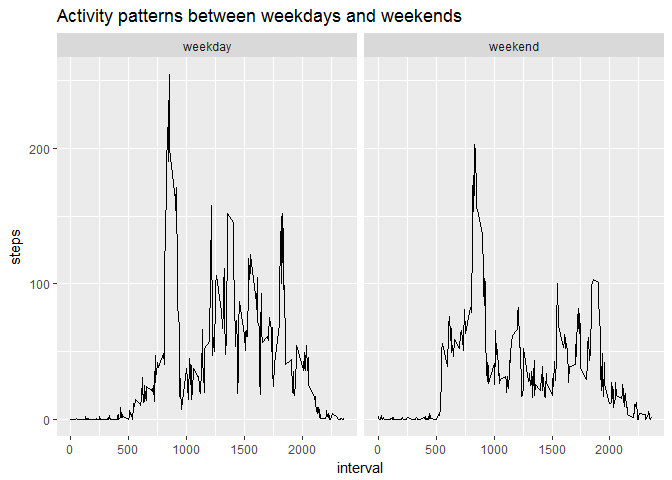 Activity patterns between weekdays and weekends
weekday weekend
200
100
0
steps
0 500 1000 1500 2000 0 500 1000 1500 2000
interval